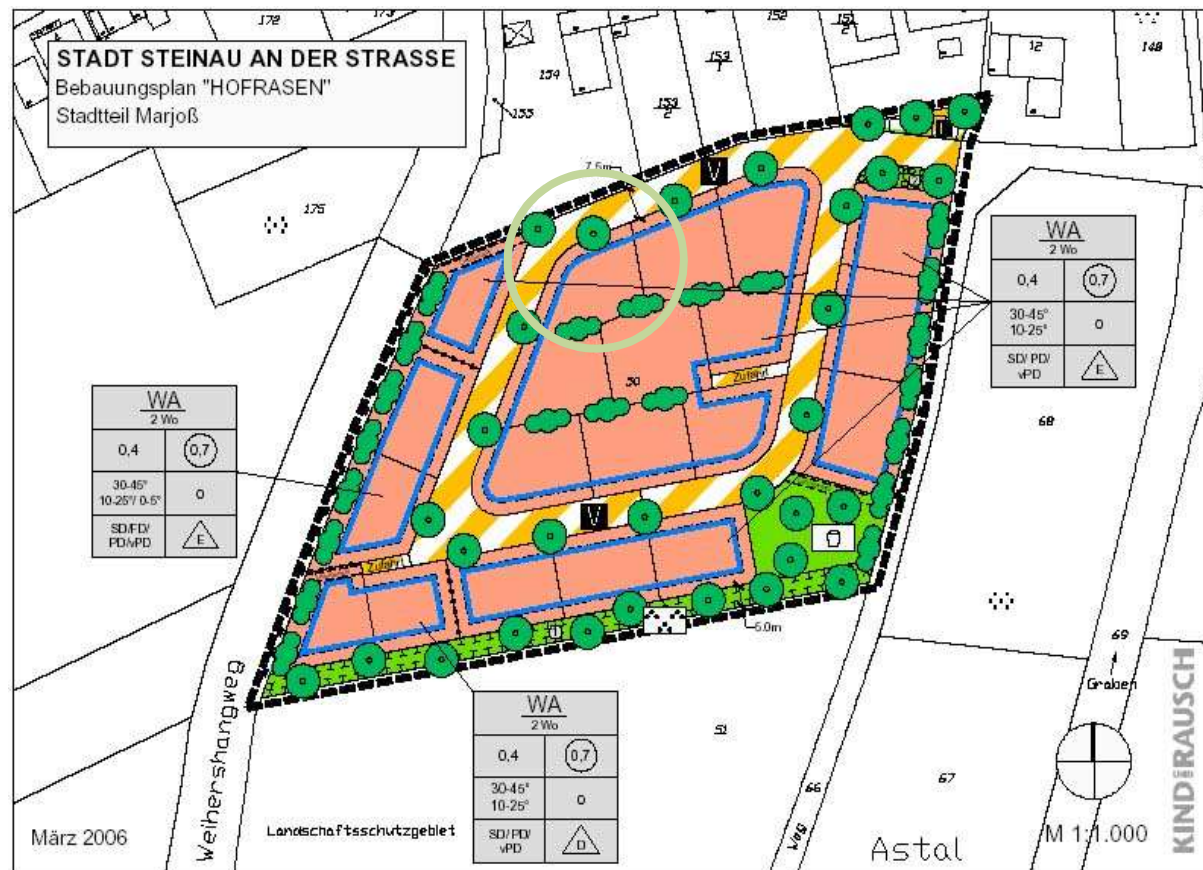 STADT STEINAU AN DER STRASSE
Bebauungsplan "HOFRASEN"
Stadtteil Marjoß
172
173
154
155
153
1
153
2
152
151
2
12
148
175
7.5m
V
WA
2 Wo
0,4
0,7
30-45°
10-25°
o
SD/ PD/
vPD
E
30
Zufahrt
68
WA
2 Wo
0,4
0,7
30-45°
10-25°/ 0-5°
o
SD/FD/
PD/vPD
E
V
Zufahrt
5.0m
WA
2 Wo
0,4
0,7
30-45°
10-25°
o
SD/ PD/
vPD
D
51
69
Graben
66
67
Weg
Weihershangweg
Landschaftsschutzgebiet
Astal
März 2006
M 1:1.000
KIND UND RAUSCH